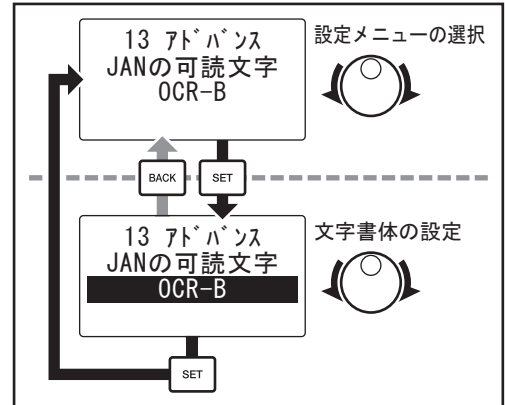 13 ｱﾄﾞﾊﾞﾝｽ
JANの可読文字
OCR-B
設定メニューの選択
BACK
SET
13 ｱﾄﾞﾊﾞﾝｽ
JANの可読文字
OCR-B
文字書体の設定
SET